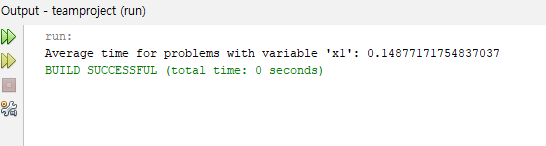 Output - teamproject (run)
run:
Average time for problems with variable 'x1': 0.14877171754837037
BUILD SUCCESSFUL (total time: 0 seconds)